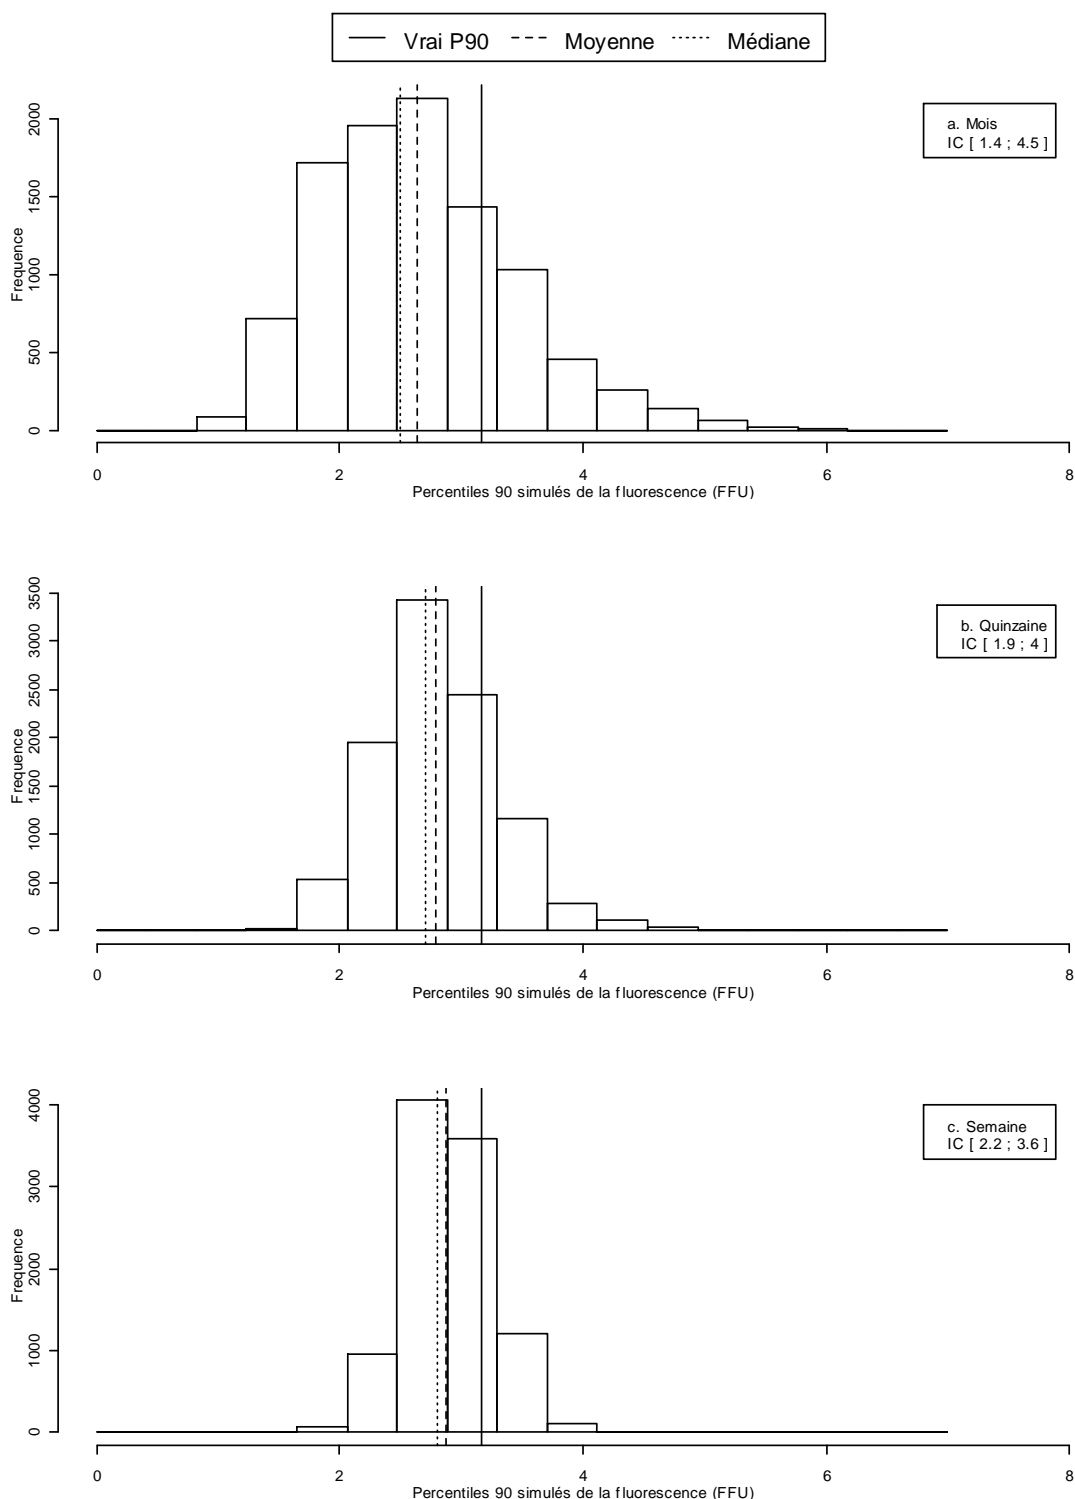 Vrai P90 Moyenne Médiane
a. Mois
IC [ 1.4 ; 4.5 ]
Frequence
0 500 1000 1500 2000
0 2 4 6 8
Percentiles 90 simulés de la fluorescence (FFU)
b. Quinzaine
IC [ 1.9 ; 4 ]
Frequence
0 500 1000 1500 2000 2500 3000 3500
0 2 4 6 8
Percentiles 90 simulés de la fluorescence (FFU)
c. Semaine
IC [ 2.2 ; 3.6 ]
Frequence
0 1000 2000 3000 4000
0 2 4 6 8
Percentiles 90 simulés de la fluorescence (FFU)